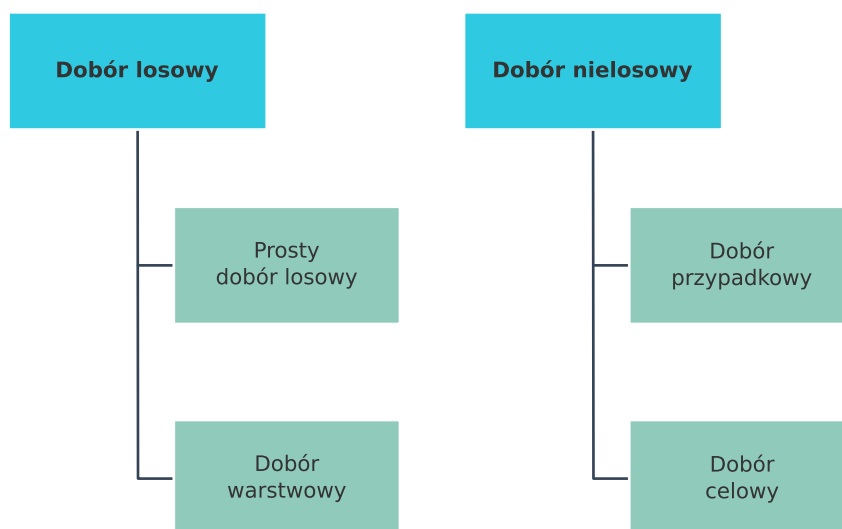 Dobór losowy
Prosty
dobór losowy
Dobór
warstwowy
Dobór nielosowy
Dobór
przypadkowy
Dobór
celowy